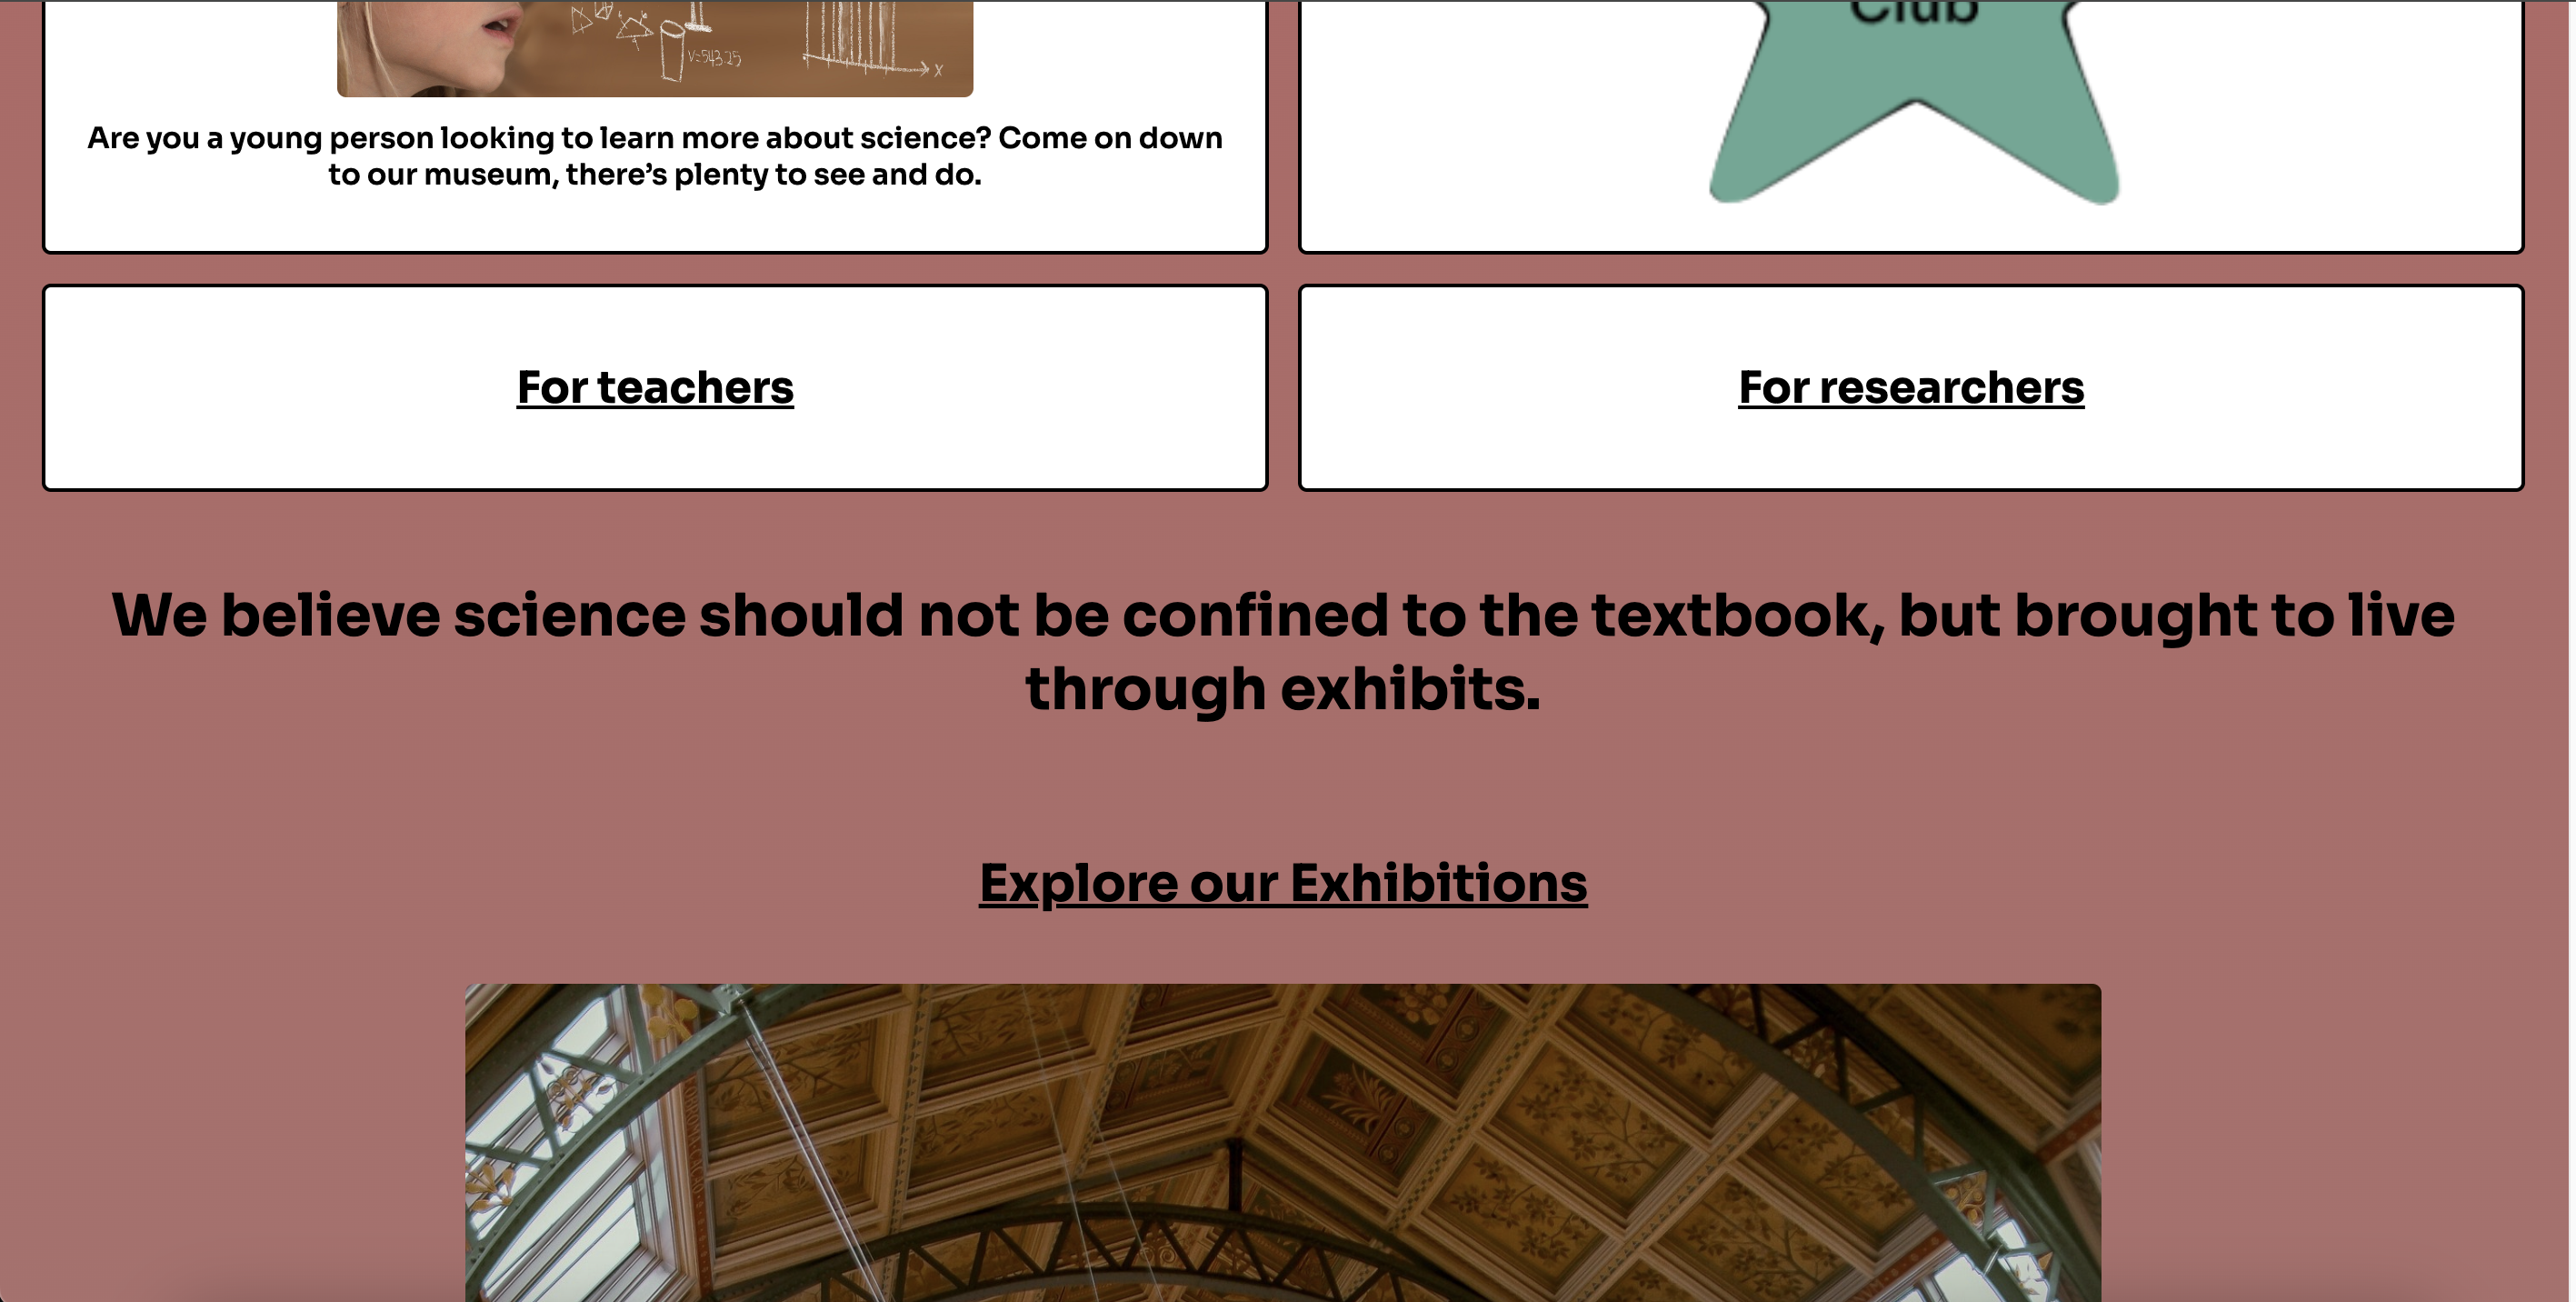 Club
V=543.25
X
Are you a young person looking to learn more about science? Come on down
to our museum, there’s plenty to see and do.
For teachers
For researchers
We believe science should not be confined to the textbook, but brought to live
through exhibits.
Explore our Exhibitions